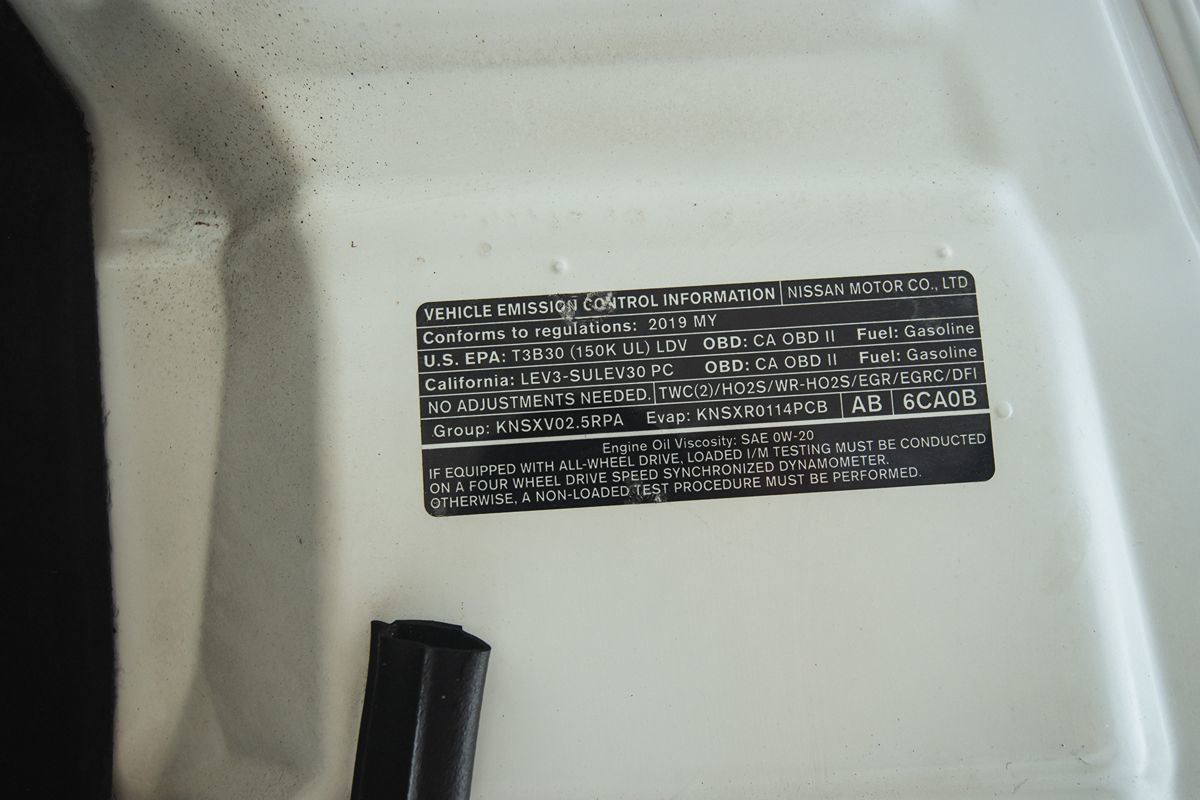 VEHICLE EMISSION CONTROL INFORMATION NISSAN MOTOR CO., LTD
Conforms to regulations: 2019 MY
U.S. EPA: T3B30 (150K UL) LDV OBD: CA OBD II Fuel: Gasoline
California: LEV3-SULEV30 PC OBD: CA OBD II Fuel: Gasoline
NO ADJUSTMENTS NEEDED. TWC(2)/HO2S/WR-HO2S/EGR/EGRC/DFI
Group: KNSXV02.5RPA Evap: KNSXR0114PCB AB 6CA0B
Engine Oil Viscosity: SAE 0W-20
IF EQUIPPED WITH ALL-WHEEL DRIVE, LOADED I/M TESTING MUST BE CONDUCTED
ON A FOUR WHEEL DRIVE SPEED SYNCHRONIZED DYNAMOMETER.
OTHERWISE, A NON-LOADED TEST PROCEDURE MUST BE PERFORMED.